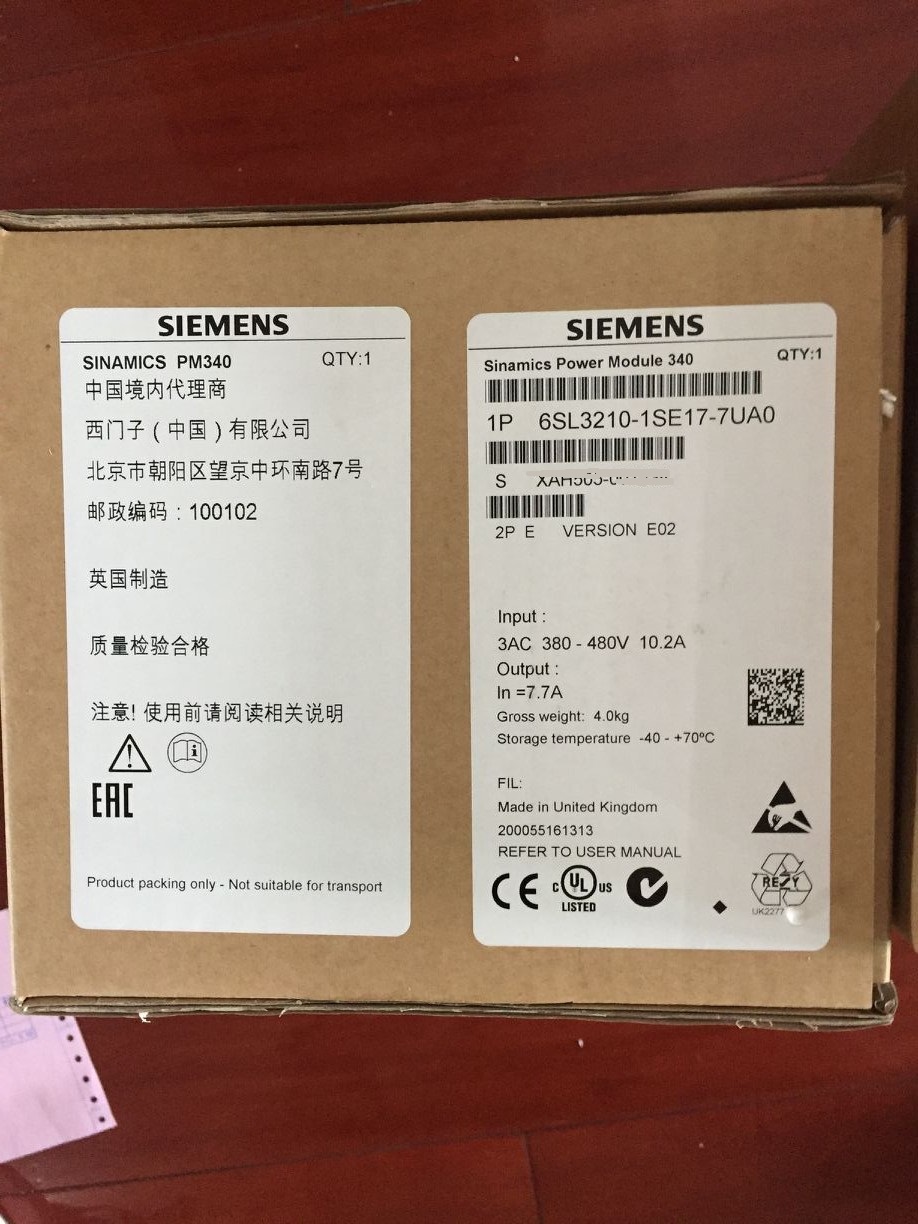 SIEMENS
SINAMICS PM340 QTY:1
中国境内代理商
西门子（中国）有限公司
北京市朝阳区望京中环南路7号
邮政编码：100102
英国制造
质量检验合格
注意! 使用前请阅读相关说明
EAC
Product packing only - Not suitable for transport
SIEMENS
Sinamics Power Module 340 QTY:1
1P 6SL3210-1SE17-7UA0
S
2P E VERSION E02
Input :
3AC 380 - 480V 10.2A
Output :
In =7.7A
Gross weight: 4.0kg
Storage temperature -40 - +70ºC
FIL:
Made in United Kingdom
200055161313
REFER TO USER MANUAL
CE
C UL US
LISTED
RESY
UK2277